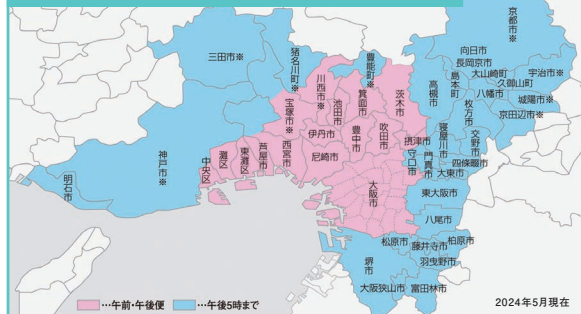 京都市※
三田市※
猪名川町※
豊能町※
向日市
長岡京市
大山崎町
宇治市※
久御山町
八幡市
城陽市※
京田辺市※
高槻市
島本町
枚方市
交野市
寝屋川市
四條畷市
大東市
門真市
守口市
摂津市
茨木市
箕面市
川西市※
池田市
宝塚市※
伊丹市
豊中市
吹田市
尼崎市
西宮市
芦屋市
東灘区
灘区
中央区
神戸市※
明石市
大阪市
東大阪市
八尾市
松原市
藤井寺市
柏原市
羽曳野市
堺市
大阪狭山市
富田林市
…午前・午後便
…午後5時まで
2024年5月現在